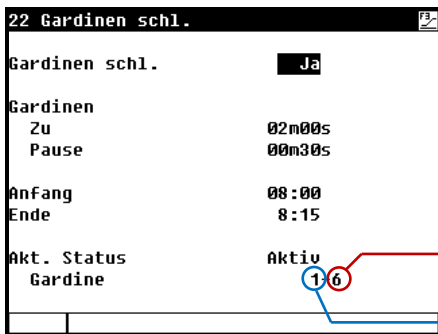 22 Gardinen schl. F3
Gardinen schl. Ja
Gardinen
Zu 02m00s
Pause 00m30s
Anfang 08:00
Ende 8:15
Akt. Status Aktiv
Gardine 1-6